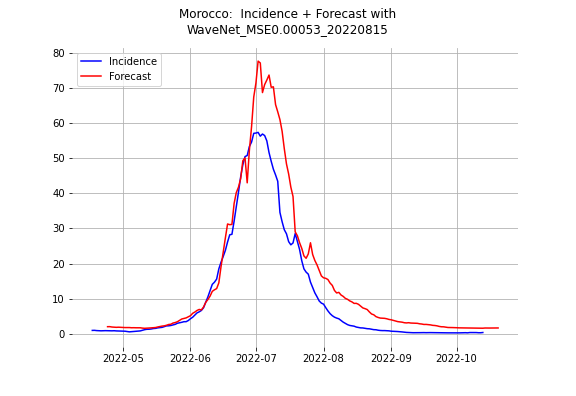 Morocco:  Incidence + Forecast with
WaveNet_MSE0.00053_20220815
Incidence
Forecast
80
70
60
50
40
30
20
10
0
2022-05 2022-06 2022-07 2022-08 2022-09 2022-10